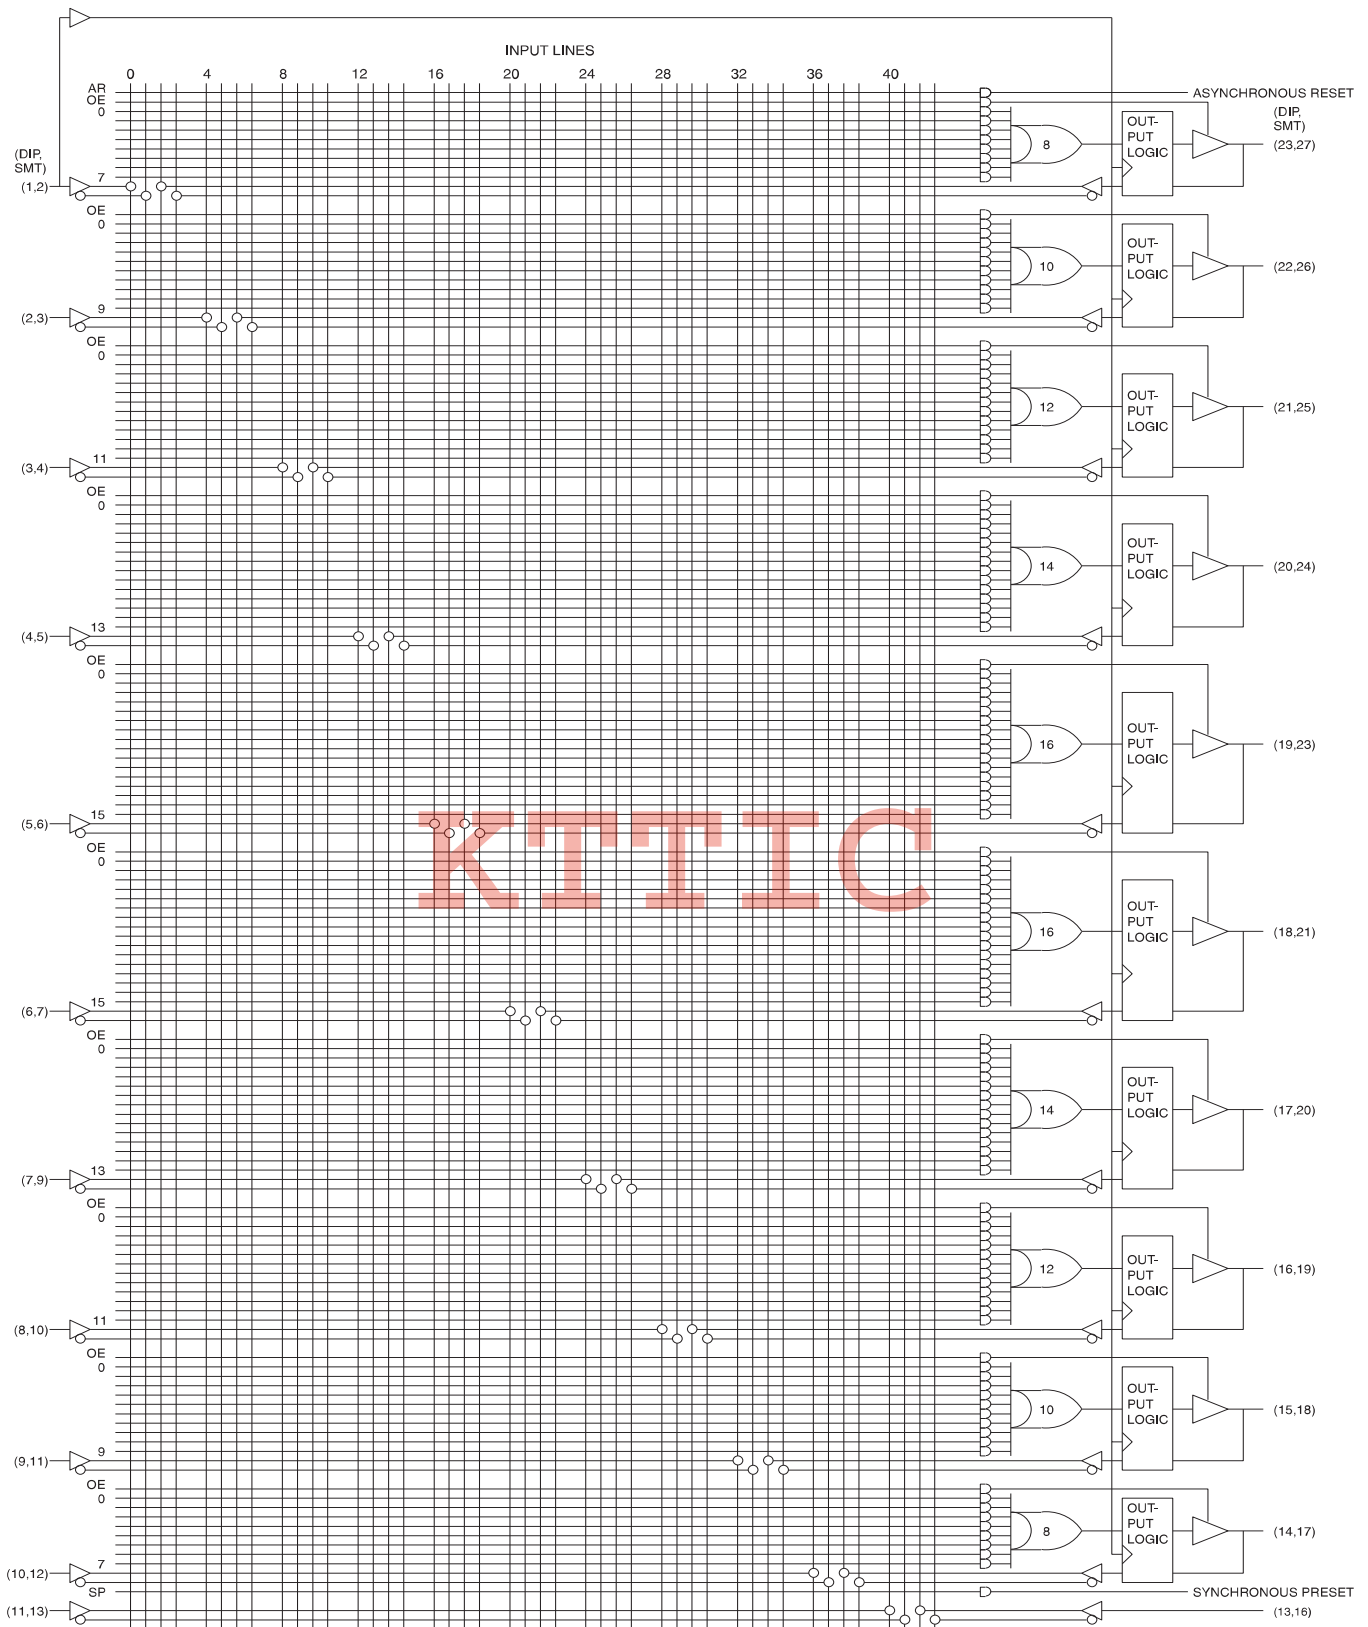 INPUT LINES
0 4 8 12 16 20 24 28 32 36 40
AR
ASYNCHRONOUS RESET
OE
0
(DIP,
SMT)
(DIP,
SMT)
8
OUT-
PUT
LOGIC
(23,27)
7
(1,2)
OE
0
10
OUT-
PUT
LOGIC
(22,26)
9
(2,3)
OE
0
12
OUT-
PUT
LOGIC
(21,25)
11
(3,4)
OE
0
14
OUT-
PUT
LOGIC
(20,24)
13
(4,5)
OE
0
16
OUT-
PUT
LOGIC
(19,23)
15
(5,6)
KTTIC
OE
0
16
OUT-
PUT
LOGIC
(18,21)
15
(6,7)
OE
0
14
OUT-
PUT
LOGIC
(17,20)
13
(7,9)
OE
0
12
OUT-
PUT
LOGIC
(16,19)
11
(8,10)
OE
0
10
OUT-
PUT
LOGIC
(15,18)
9
(9,11)
OE
0
8
OUT-
PUT
LOGIC
(14,17)
7
(10,12)
SP
SYNCHRONOUS PRESET
(11,13)
(13,16)